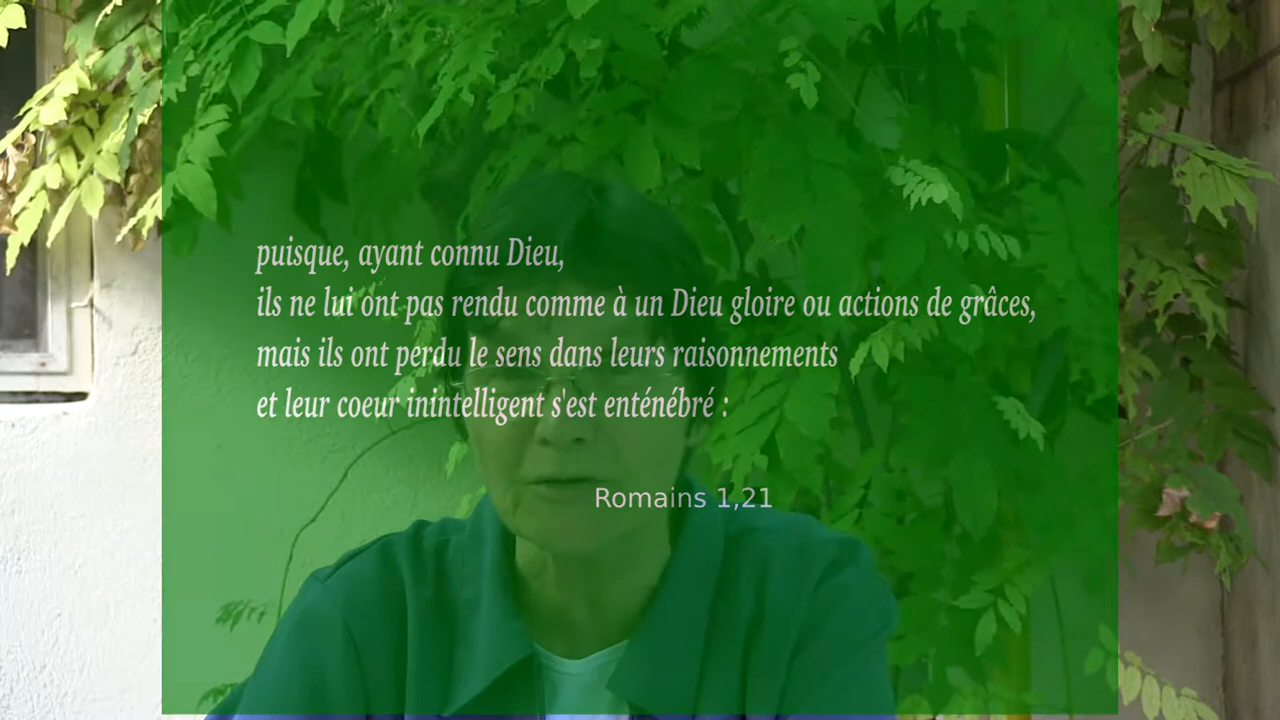 puisque, ayant connu Dieu,
ils ne lui ont pas rendu comme à un Dieu gloire ou actions de grâces,
mais ils ont perdu le sens dans leurs raisonnements
et leur coeur inintelligent s'est enténébré :
Romains 1,21